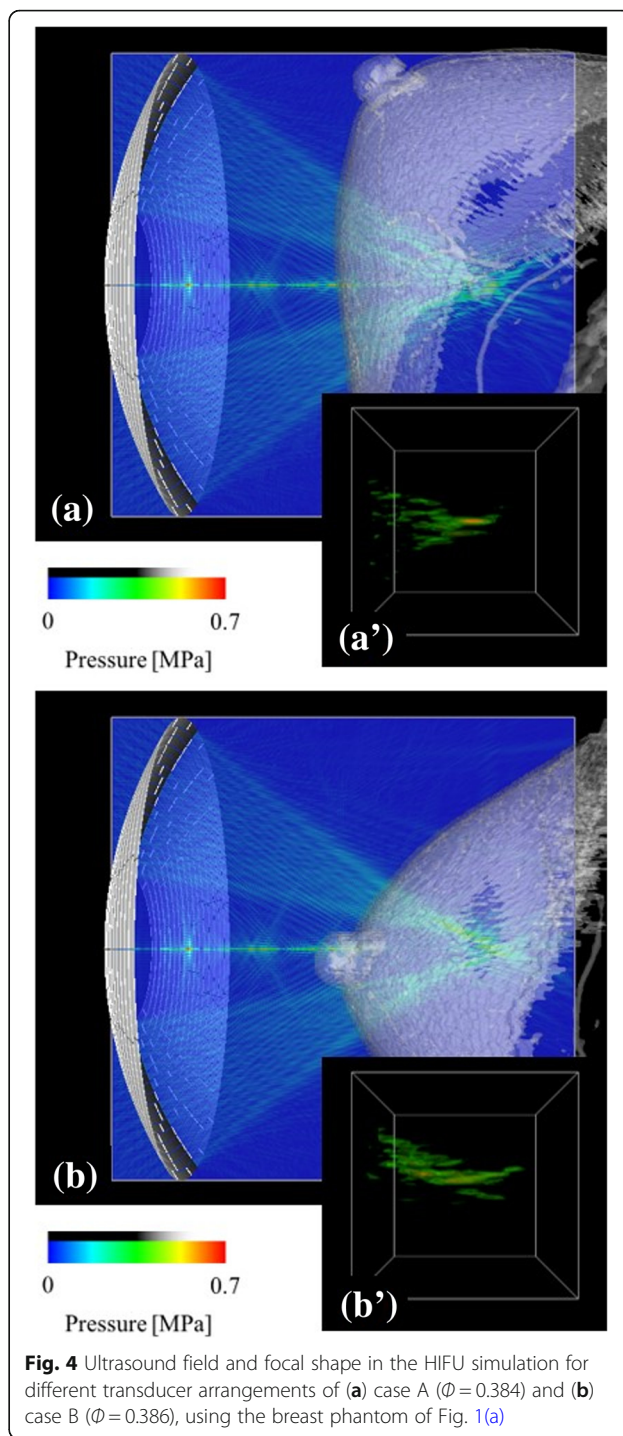 (a)
(a')
0
0.7
Pressure [MPa]
(b)
(b')
0
0.7
Pressure [MPa]
Fig. 4 Ultrasound field and focal shape in the HIFU simulation for
different transducer arrangements of (a) case A (Φ = 0.384) and (b)
case B (Φ = 0.386), using the breast phantom of Fig. 1(a)